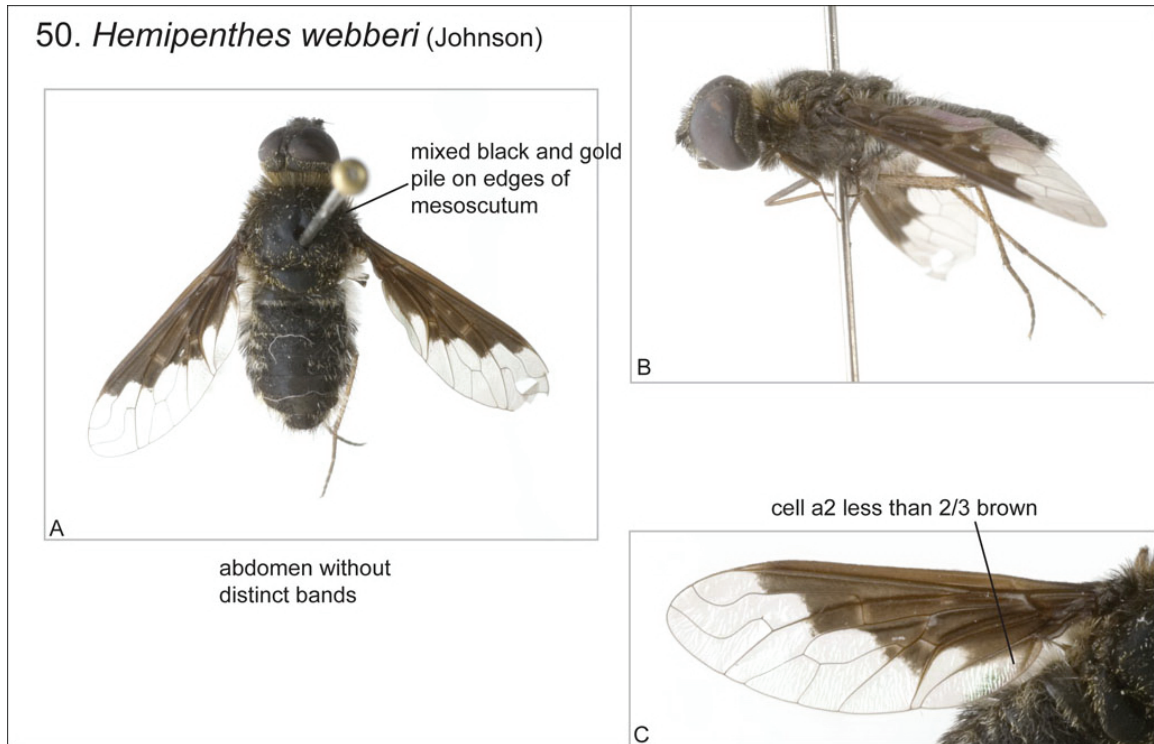 50. Hemipenthes webberi (Johnson)
mixed black and gold
pile on edges of
mesoscutum
A
abdomen without
distinct bands
B
cell a2 less than 2/3 brown
C